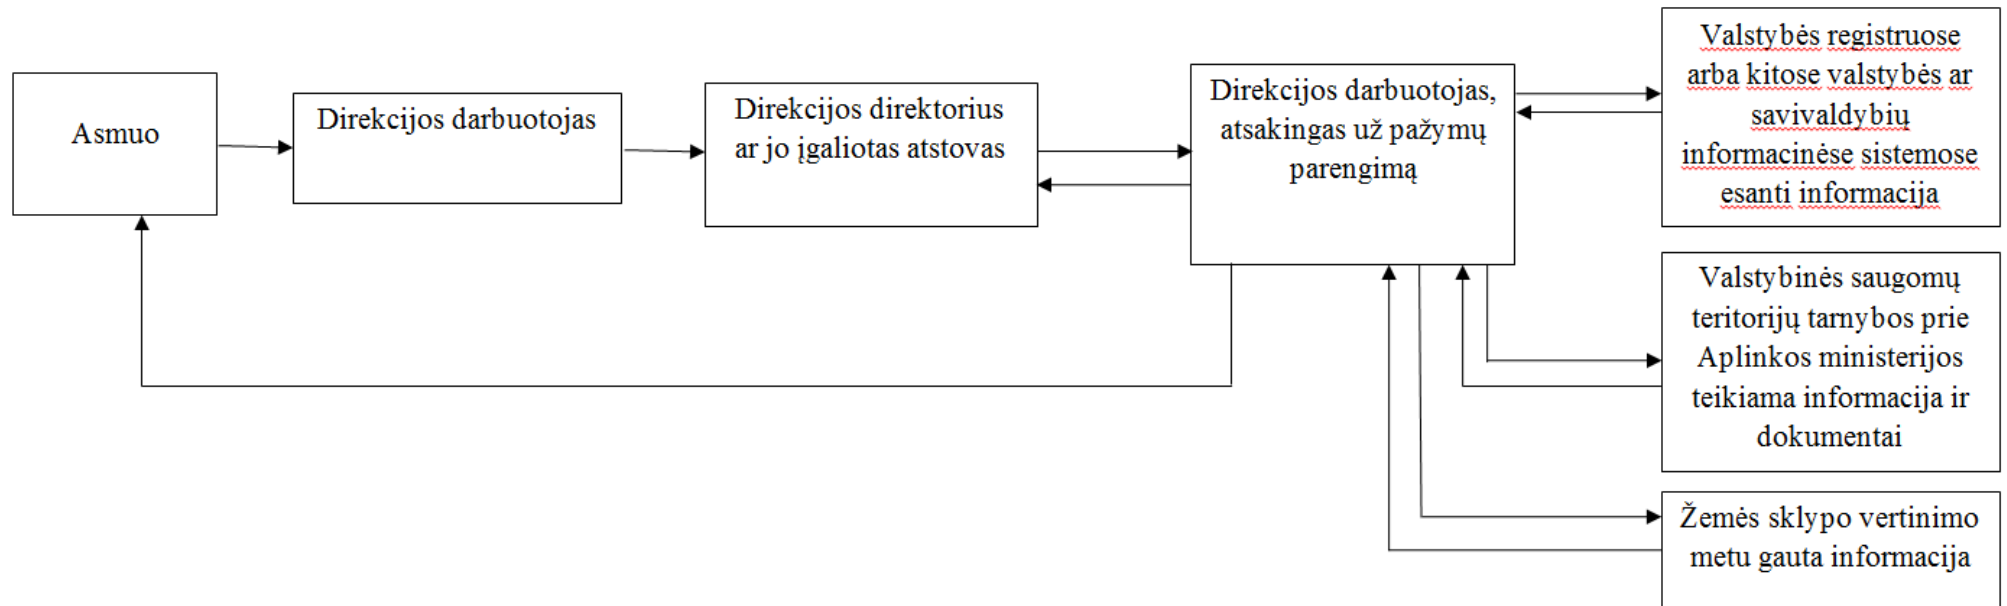 Asmuo
Direkcijos darbuotojas
Direkcijos direktorius
ar jo įgaliotas atstovas
Direkcijos darbuotojas,
atsakingas už pažymų
parengimą
Valstybės registruose
arba kitose valstybės ar
savivaldybių
informacinėse sistemose
esanti informacija
Valstybinės saugomų
teritorijų tarnybos prie
Aplinkos ministerijos
teikiama informacija ir
dokumentai
Žemės sklypo vertinimo
metu gauta informacija